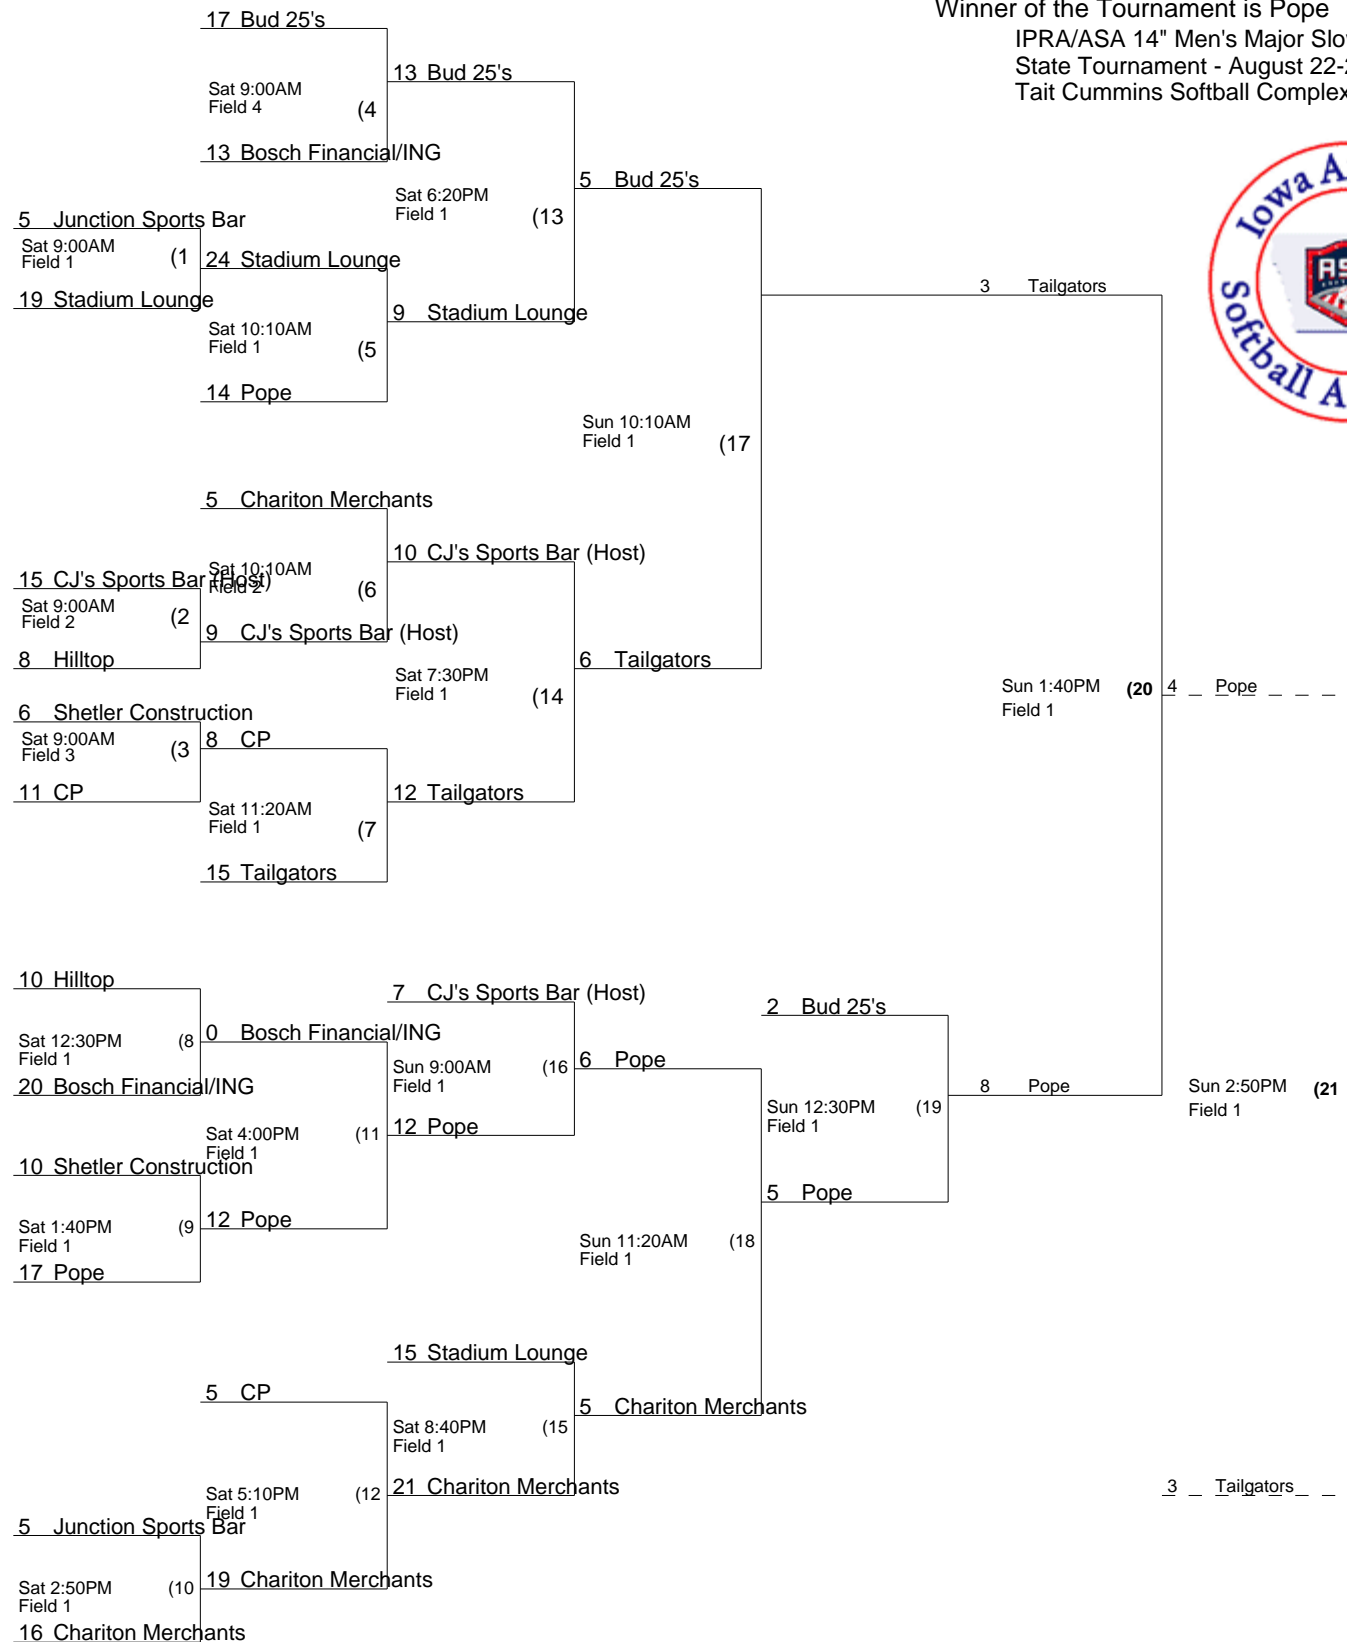 Winner of the Tournament is Pope
IPRA/ASA 14" Men's Major
State Tournament - August
Tait Cummins Softball Complex
Iowa
Softball
17 Bud 25's
Sat 9:00AM
Field 4
(4
13 Bosch Financial/ING
13 Bud 25's
5 Junction Sports Bar
Sat 9:00AM
Field 1
(1
19 Stadium Lounge
24 Stadium Lounge
Sat 10:10AM
Field 1
(5
14 Pope
Sat 6:20PM
Field 1
(13
9 Stadium Lounge
5 Bud 25's
3 Tailgators
Sun 10:10AM
Field 1
(17
5 Chariton Merchants
Sat 10:10AM
Field 2
(6
15 CJ's Sports Bar (Host)
Sat 9:00AM
Field 2
(2
8 Hilltop
9 CJ's Sports Bar (Host)
10 CJ's Sports Bar (Host)
Sat 7:30PM
Field 1
(14
6 Tailgators
6 Shetler Construction
Sat 9:00AM
Field 3
(3
11 CP
8 CP
Sat 11:20AM
Field 1
(7
15 Tailgators
12 Tailgators
Sun 1:40PM
Field 1
(20
4 Pope
10 Hilltop
Sat 12:30PM
Field 1
(8
20 Bosch Financial/ING
0 Bosch Financial/ING
Sat 4:00PM
Field 1
(11
10 Shetler Construction
Sat 1:40PM
Field 1
(9
17 Pope
12 Pope
7 CJ's Sports Bar (Host)
Sun 9:00AM
Field 1
(16
12 Pope
6 Pope
2 Bud 25's
Sun 12:30PM
Field 1
(19
5 Pope
8 Pope
Sun 2:50PM
Field 1
(21
Sun 11:20AM
Field 1
(18
15 Stadium Lounge
Sat 8:40PM
Field 1
(15
5 Chariton Merchants
5 CP
Sat 5:10PM
Field 1
(12
21 Chariton Merchants
5 Junction Sports Bar
Sat 2:50PM
Field 1
(10
16 Chariton Merchants
19 Chariton Merchants
3 Tailgators